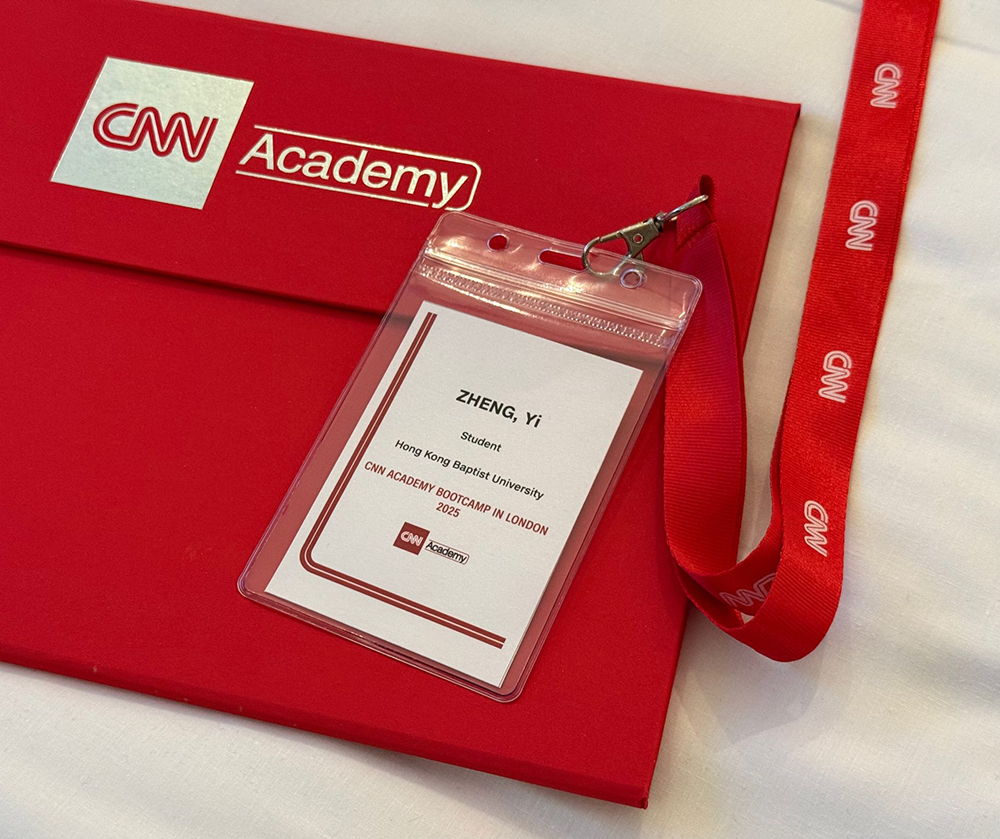 CNN
Academy
ZHENG, Yi
Student
Hong Kong Baptist University
CNN ACADEMY BOOTCAMP IN LONDON
2025
CNN Academy
CNN
CNN
CNN
CNN
CNN